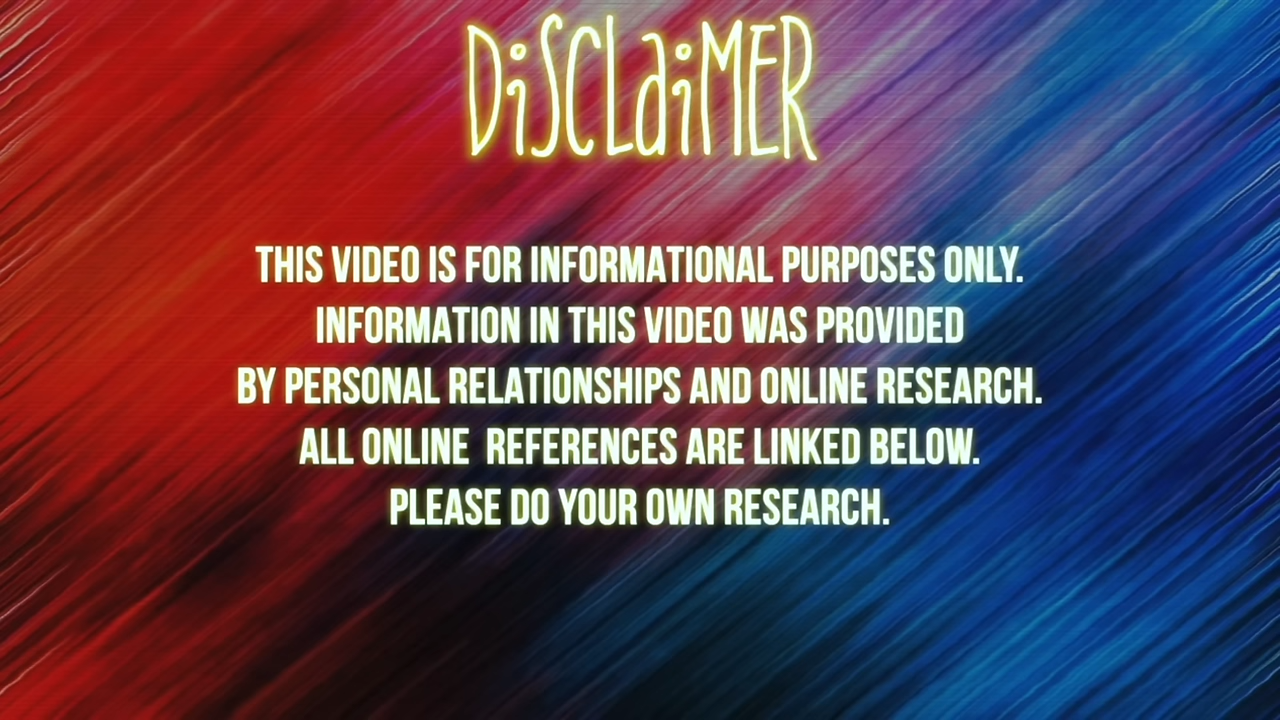 DiSCLaiMER
THIS VIDEO IS FOR INFORMATIONAL PURPOSES ONLY.
INFORMATION IN THIS VIDEO WAS PROVIDED
BY PERSONAL RELATIONSHIPS AND ONLINE RESEARCH.
ALL ONLINE REFERENCES ARE LINKED BELOW.
PLEASE DO YOUR OWN RESEARCH.